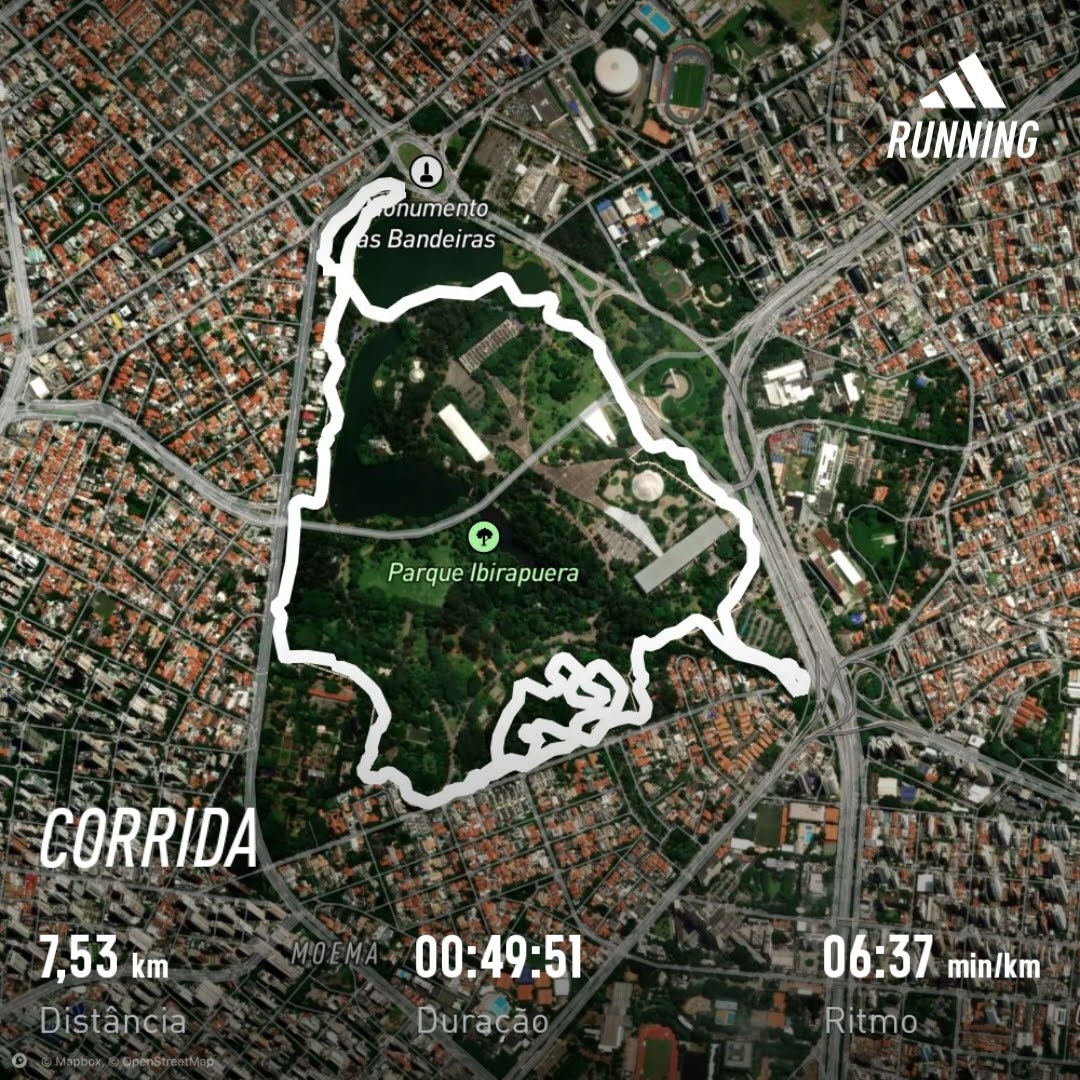 RUNNING
onumento
as Bandeiras
Parque Ibirapuera
CORRIDA
MOEMA
7,53 km
00:49:51
06:37 min/km
Distância
Duração
Ritmo
© Mapbox, © OpenStreetMap